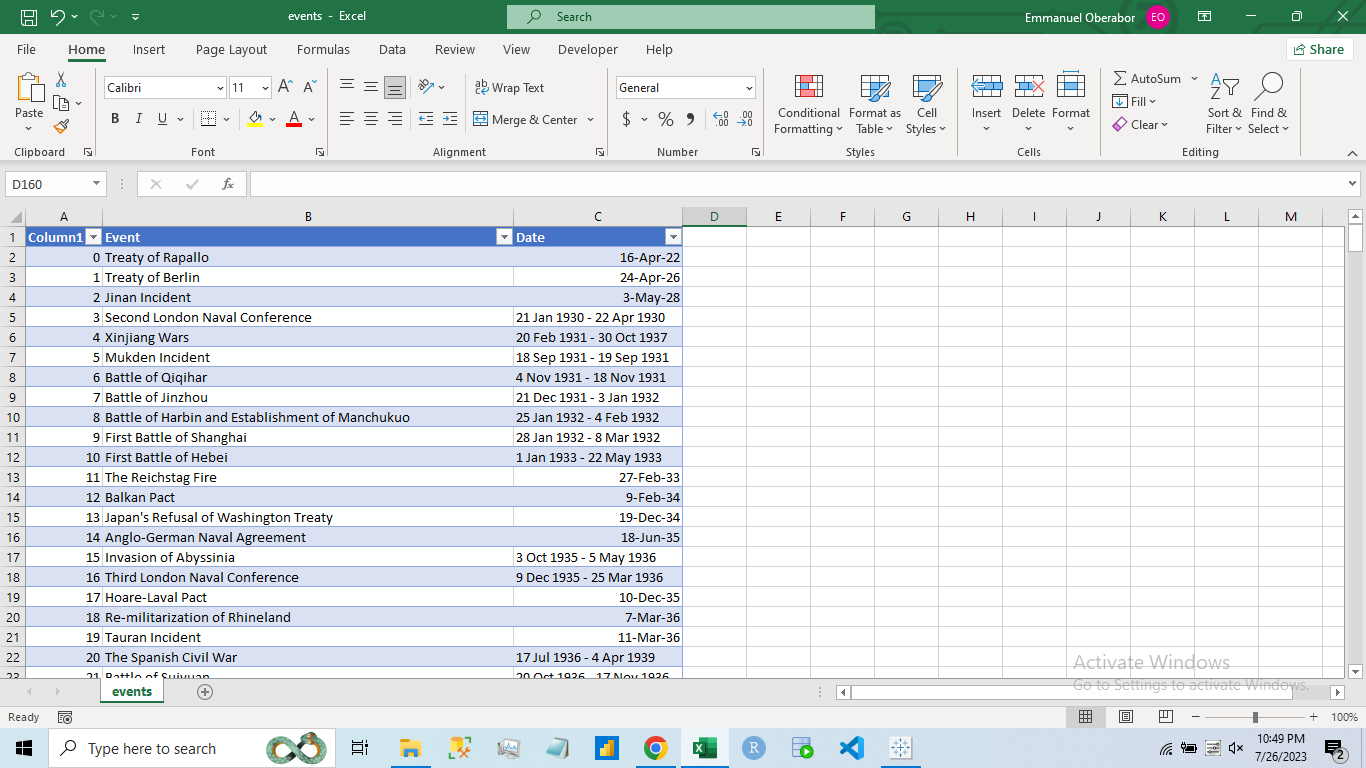 events - Excel
Search
Emmanuel Oberabor EO
File Home Insert Page Layout Formulas Data Review View Developer Help Share
Paste
Clipboard
Calibri 11 A A
B I U A
Font
ab Wrap Text
Merge & Center
Alignment
General
$ % 9
Number
Conditional Formatting
Format as Table
Cell Styles
Styles
Insert Delete Format
Cells
AutoSum
Fill
Clear
Sort & Filter
Find & Select
Editing
D160 fx
A B C D E F G H I J K L M
1 Column1 Event Date
2 0 Treaty of Rapallo 16-Apr-22
3 1 Treaty of Berlin 24-Apr-26
4 2 Jinan Incident 3-May-28
5 3 Second London Naval Conference 21 Jan 1930 - 22 Apr 1930
6 4 Xinjiang Wars 20 Feb 1931 - 30 Oct 1937
7 5 Mukden Incident 18 Sep 1931 - 19 Sep 1931
8 6 Battle of Qiqihar 4 Nov 1931 - 18 Nov 1931
9 7 Battle of Jinzhou 21 Dec 1931 - 3 Jan 1932
10 8 Battle of Harbin and Establishment of Manchukuo 25 Jan 1932 - 4 Feb 1932
11 9 First Battle of Shanghai 28 Jan 1932 - 8 Mar 1932
12 10 First Battle of Hebei 1 Jan 1933 - 22 May 1933
13 11 The Reichstag Fire 27-Feb-33
14 12 Balkan Pact 9-Feb-34
15 13 Japan's Refusal of Washington Treaty 19-Dec-34
16 14 Anglo-German Naval Agreement 18-Jun-35
17 15 Invasion of Abyssinia 3 Oct 1935 - 5 May 1936
18 16 Third London Naval Conference 9 Dec 1935 - 25 Mar 1936
19 17 Hoare-Laval Pact 10-Dec-35
20 18 Re-militarization of Rhineland 7-Mar-36
21 19 Tauran Incident 11-Mar-36
22 20 The Spanish Civil War 17 Jul 1936 - 4 Apr 1939
23 21 Battle of Suiyuan 20 Oct 1936 - 17 Nov 1936
Activate Windows
Go to Settings to activate Windows.
events
Ready 100%
Type here to search
R
10:49 PM
7/26/2023
2